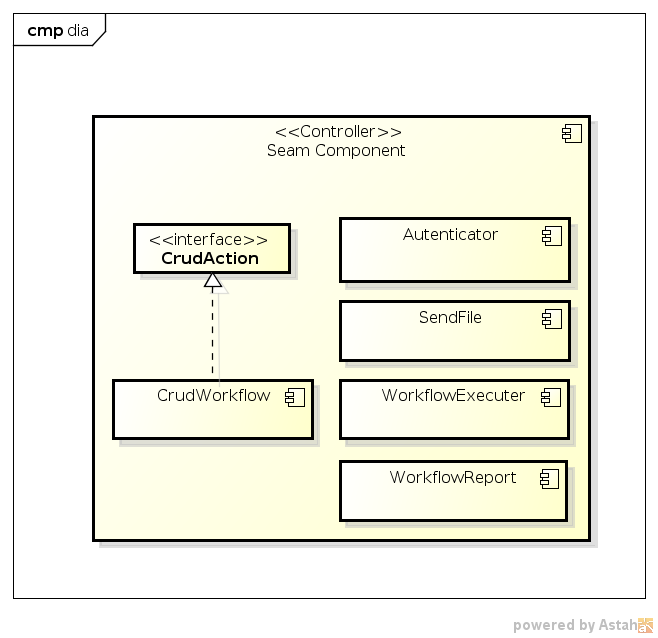 cmp dia
<<Controller>>
Seam Component
<<interface>>
CrudAction
Autenticator
SendFile
CrudWorkflow
WorkflowExecuter
WorkflowReport
powered by Astah